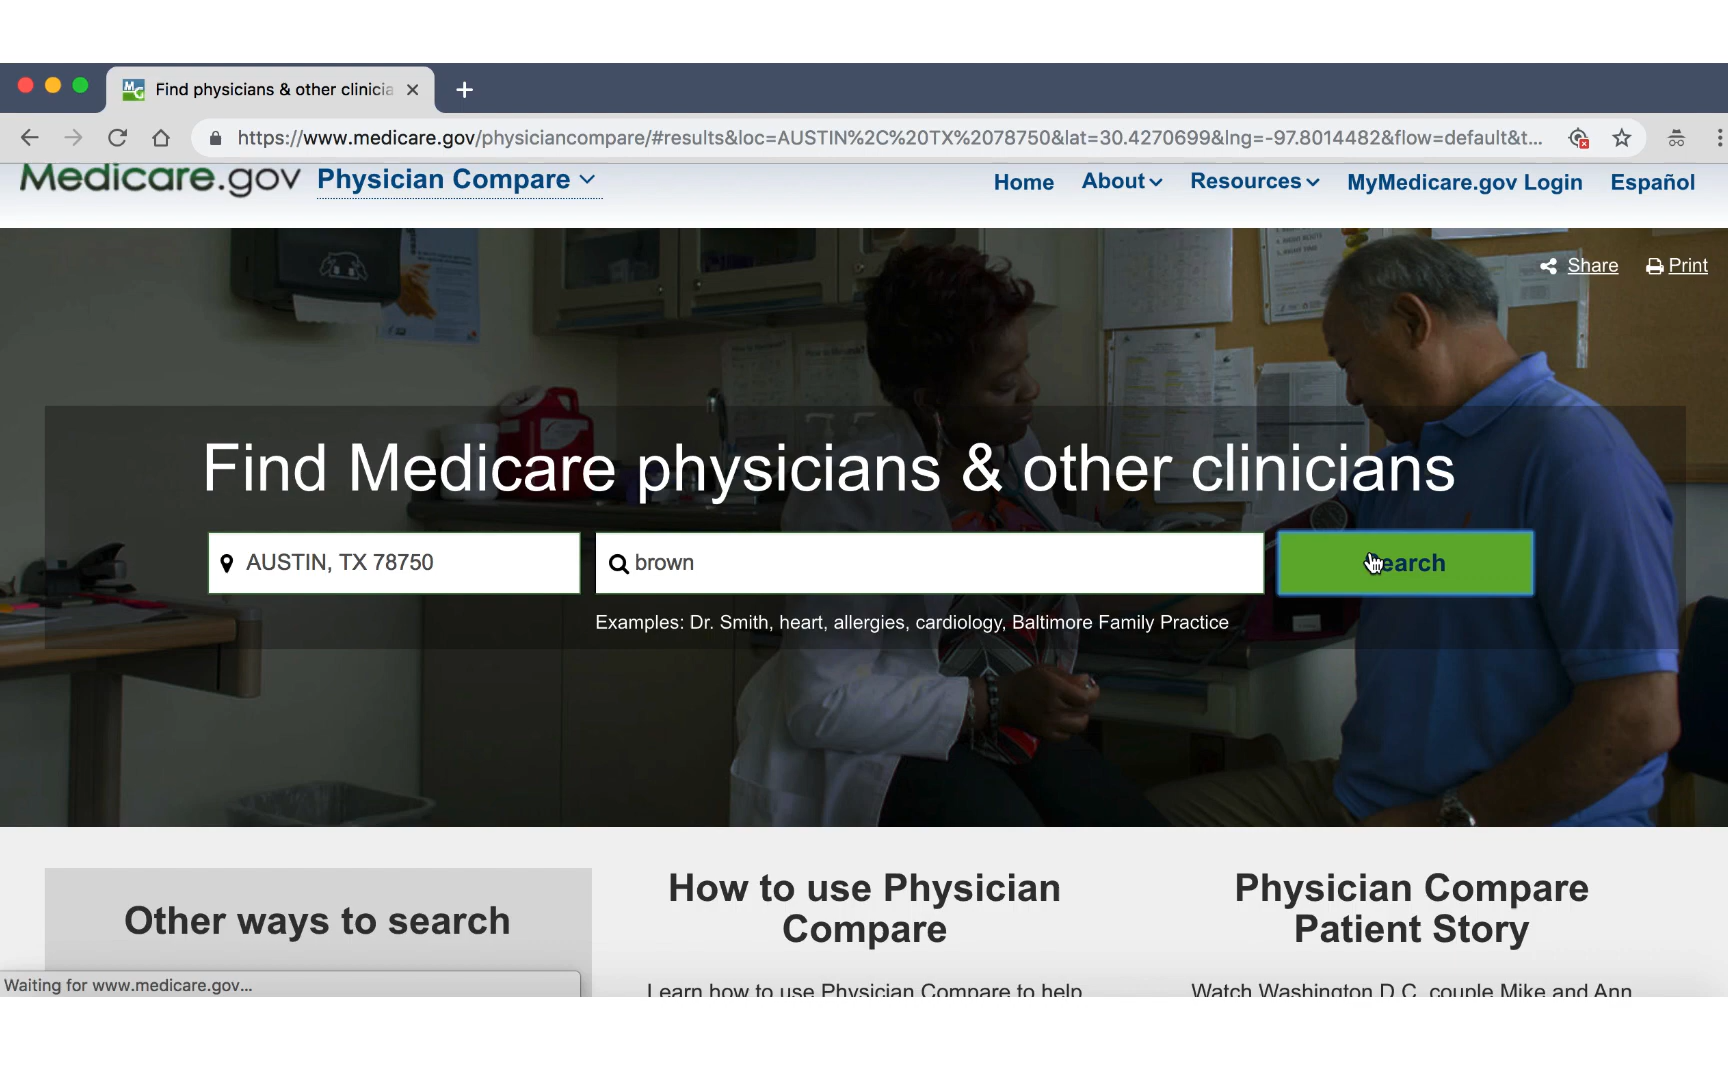 Find physicians & other clinicia
https://www.medicare.gov/physiciancompare/#results&loc=AUSTIN%2C%20TX%2078750&lat=30.4270699&lng=-97.8014482&flow=default&t...
Medicare.gov Physician Compare
Home About Resources MyMedicare.gov Login Español
Share Print
Find Medicare physicians & other clinicians
AUSTIN, TX 78750 brown earch
Examples: Dr. Smith, heart, allergies, cardiology, Baltimore Family Practice
Other ways to search
How to use Physician
Compare
Physician Compare
Patient Story
Learn how to use Physician Compare to help
Watch Washington D.C. couple Mike and Ann
Waiting for www.medicare.gov...